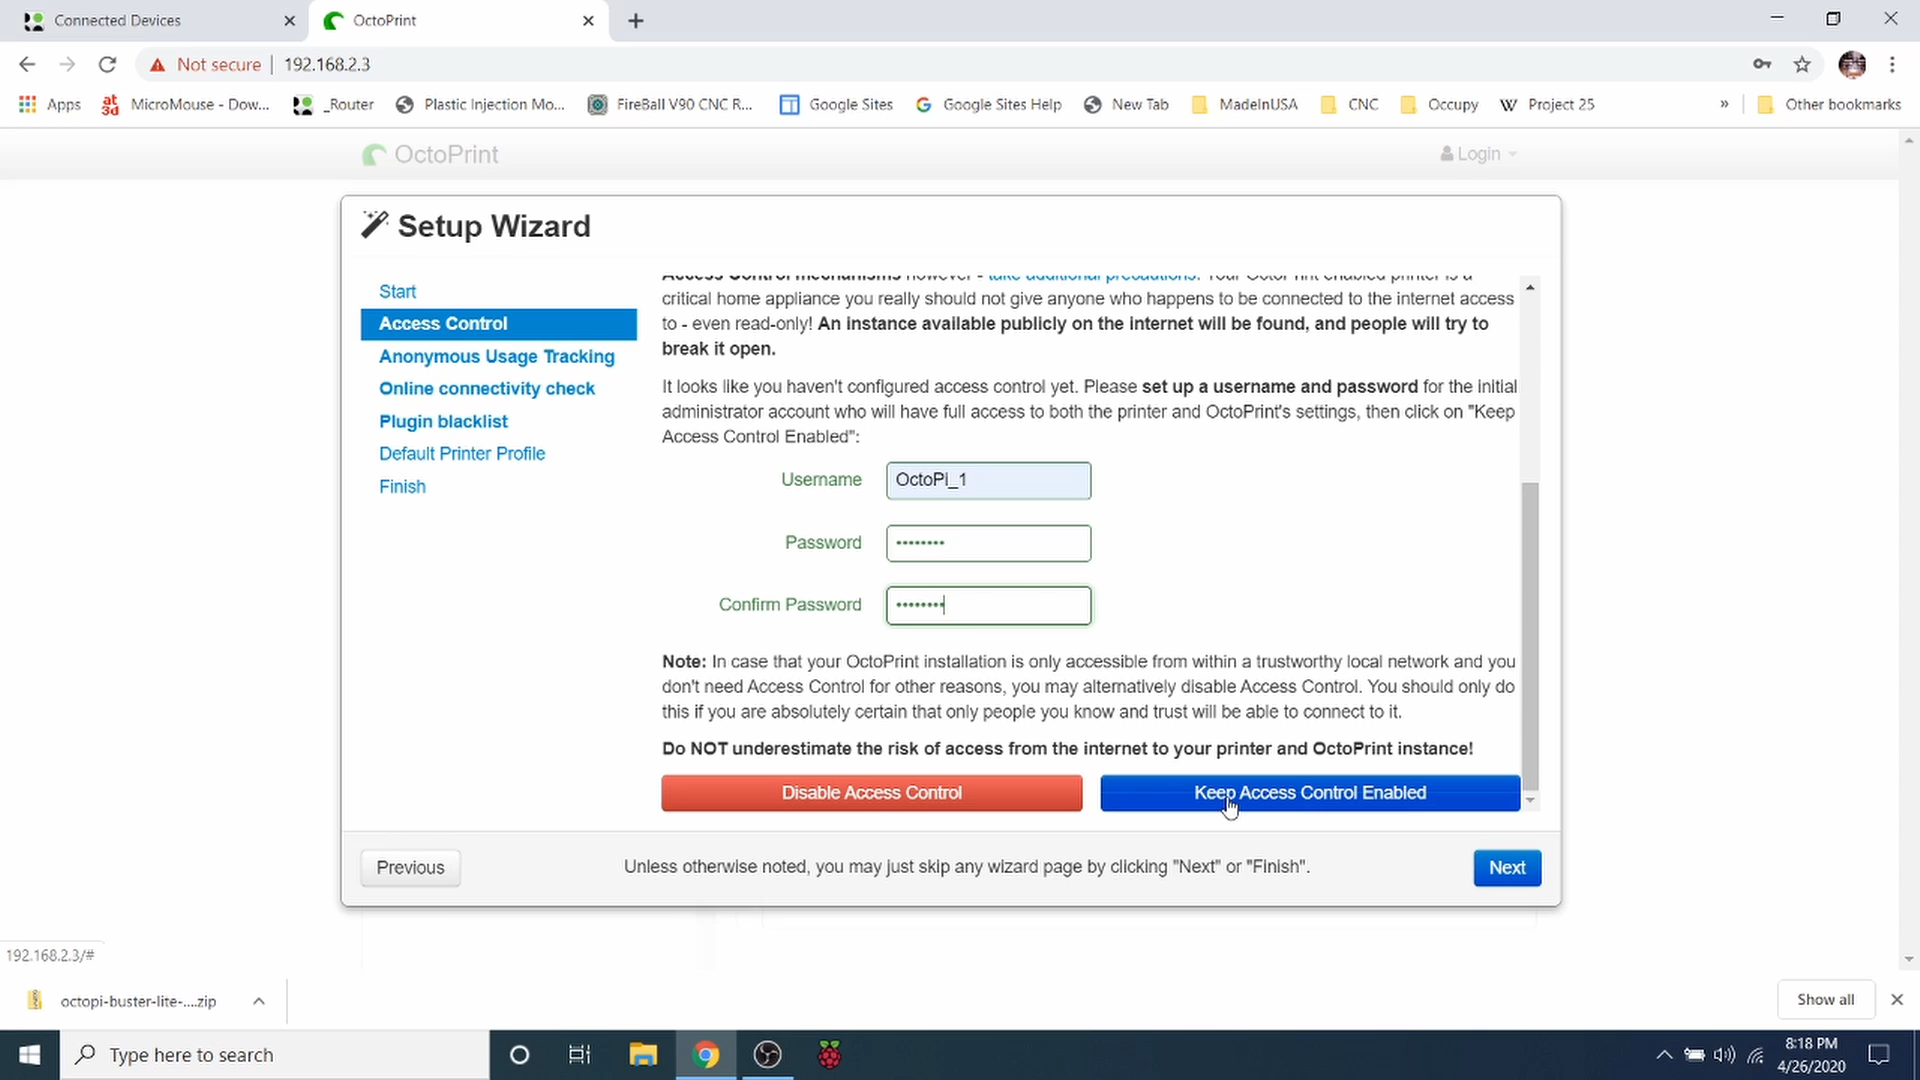 Connected Devices
OctoPrint
Not secure
192.168.2.3
Apps
at3d
MicroMouse - Dow...
_Router
Plastic Injection Mo...
FireBall V90 CNC R...
Google Sites
Google Sites Help
New Tab
MadeInUSA
CNC
Occupy
W
Project 25
»
Other bookmarks
OctoPrint
Login
Setup Wizard
Start
Access Control
Anonymous Usage Tracking
Online connectivity check
Plugin blacklist
Default Printer Profile
Finish
Access Control mechanisms however - take additional precautions. Your OctoPrint enabled printer is a
critical home appliance you really should not give anyone who happens to be connected to the internet access
to - even read-only! An instance available publicly on the internet will be found, and people will try to
break it open.
It looks like you haven't configured access control yet. Please set up a username and password for the initial
administrator account who will have full access to both the printer and OctoPrint's settings, then click on "Keep
Access Control Enabled":
Username
OctoPi_1
Password
••••••••
Confirm Password
••••••••
Note: In case that your OctoPrint installation is only accessible from within a trustworthy local network and you
don't need Access Control for other reasons, you may alternatively disable Access Control. You should only do
this if you are absolutely certain that only people you know and trust will be able to connect to it.
Do NOT underestimate the risk of access from the internet to your printer and OctoPrint instance!
Disable Access Control
Keep Access Control Enabled
Previous
Unless otherwise noted, you may just skip any wizard page by clicking "Next" or "Finish".
Next
192.168.2.3/#
octopi-buster-lite-....zip
Show all
Type here to search
8:18 PM
4/26/2020